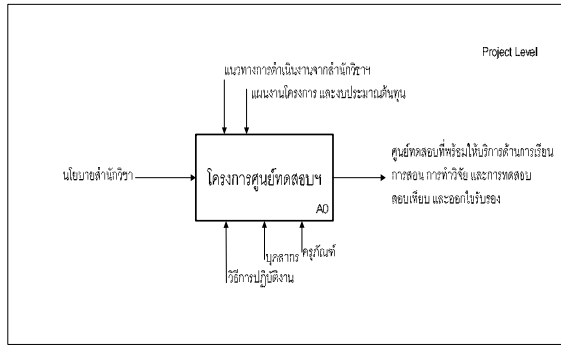 Project Level
แนวทางการดำเนินงานจากสำนักวิชาฯ
แผนงานโครงการ และงบประมาณต้นทุน
นโยบายสำนักวิชา
โครงการศูนย์ทดสอบฯ
A0
ศูนย์ทดสอบที่พร้อมให้บริการด้านการเรียน
การสอน การทำวิจัย และการทดสอบ
สอบเทียบ และออกใบรับรอง
ครุภัณฑ์
บุคลากร
วิธีการปฏิบัติงาน